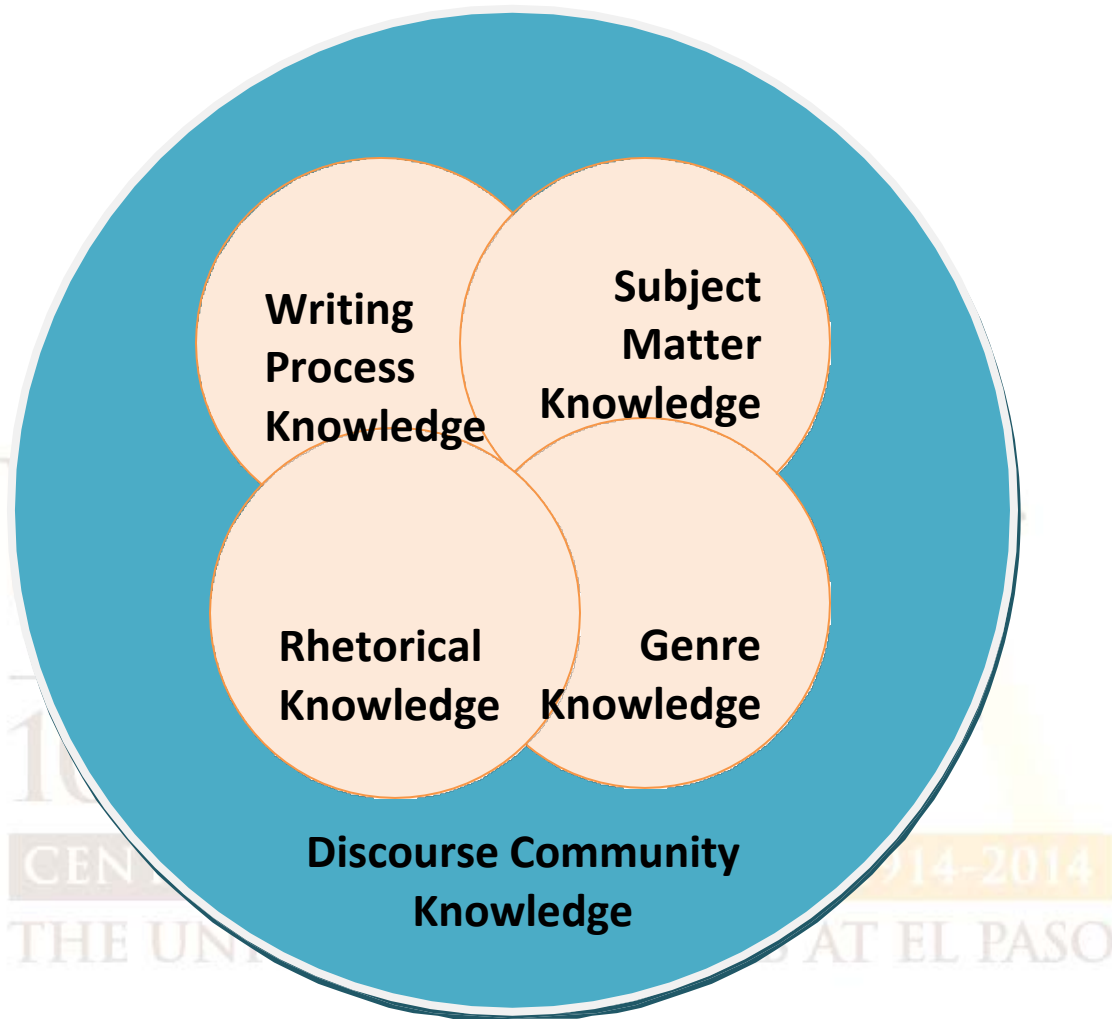 Writing
Process
Knowledge
Subject
Matter
Knowledge
Rhetorical
Knowledge
Genre
Knowledge
Discourse Community
Knowledge
10
CEN 914-2014
THE UN S AT EL PASO